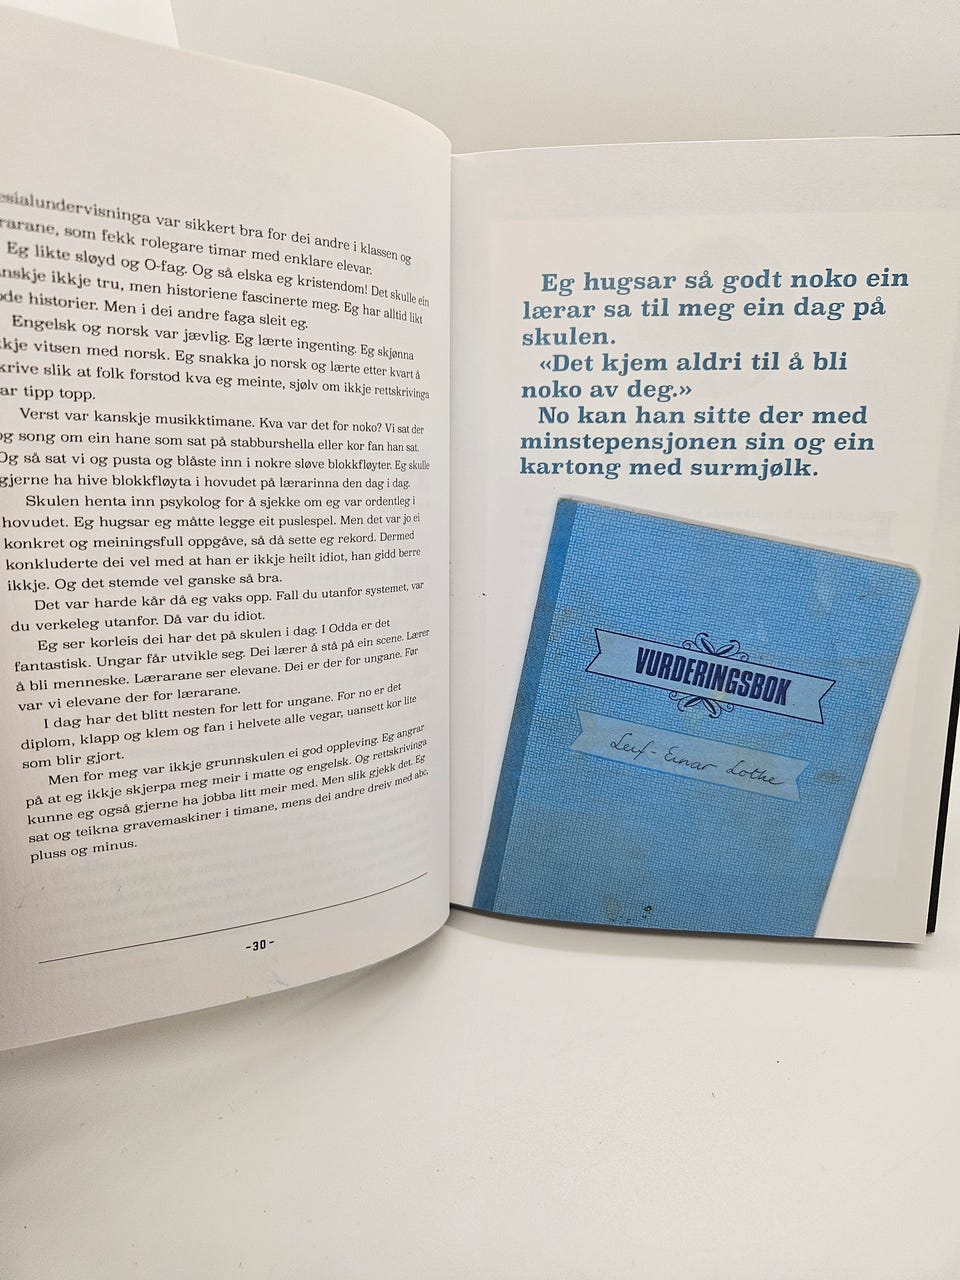 var sikkert bra for dei andre i klassen og
som fekk rolegare timar med enklare elevar.
Eg likte sløyd og O-fag. Og så elska eg kristendom! Det skulle ein
ikkje tru, men historiene fascinerte meg. Eg har alltid likt
historier. Men i dei andre faga sleit eg.
Engelsk og norsk var jævlig. Eg lærte ingenting. Eg skjønna
vitsen med norsk. Eg snakka jo norsk og lærte etter kvart å
slik at folk forstod kva eg meinte, sjølv om ikkje rettskrivinga
tipp topp.
Verst var kanskje musikktimane. Kva var det for noko? Vi sat der
og song om ein hane som sat på stabburshella eller kor fan han sat.
Og så sat vi og pusta og blåste inn i nokre sløve blokkfløyter. Eg skulle
gjerne ha hive blokkfløyta i hovudet på lærarinna den dag i dag.
Skulen henta inn psykolog for å sjekke om eg var ordentleg i
hovudet. Eg hugsar eg måtte legge eit puslespel. Men det var jo ei
konkret og meiningsfull oppgåve, så då sette eg rekord. Dermed
konkluderte dei vel med at han er ikkje heilt idiot, han gidd berre
ikkje. Og det stemde vel ganske så bra.
Det var harde kår då eg vaks opp. Fall du utanfor systemet, var
du verkeleg utanfor. Då var du idiot.
Eg ser korleis dei har det på skulen i dag. I Odda er det
fantastisk. Ungar får utvikle seg. Dei lærer å stå på ein scene. Lærer
å bli menneske. Lærarane ser elevane. Dei er der for ungane. Før
var vi elevane der for lærarane.
I dag har det blitt nesten for lett for ungane. For no er det
diplom, klapp og klem og fan i helvete alle vegar, uansett kor lite
som blir gjort.
Men for meg var ikkje grunnskulen ei god oppleving. Eg angrar
på at eg ikkje skjerpa meg meir i matte og engelsk. Og rettskrivinga
kunne eg også gjerne ha jobba litt meir med. Men slik gjekk det. Eg
sat og teikna gravemaskiner i timane, mens dei andre dreiv med abc,
pluss og minus.
-30-
Eg hugsar så godt noko ein
lærar sa til meg ein dag på
skulen.
«Det kjem aldri til å bli
noko av deg.»
No kan han sitte der med
minstepensjonen sin og ein
kartong med surmjølk.
VURDERINGSBOK
Leif-Einar Lothe